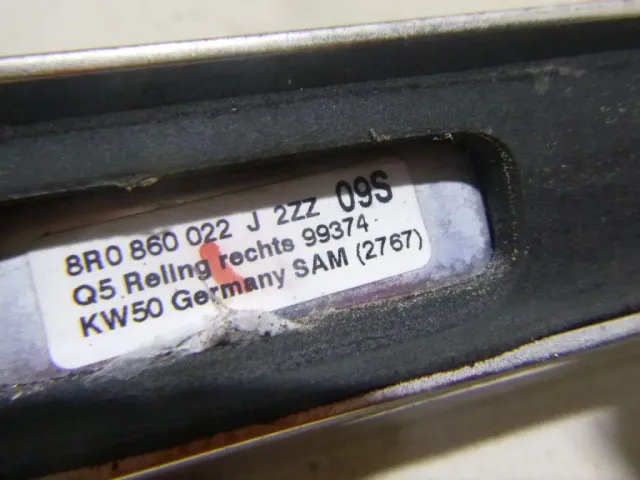 8R0 860 022 J 2ZZ 09S
Q5 Reling rechts 99374
KW50 Germany SAM (2767)